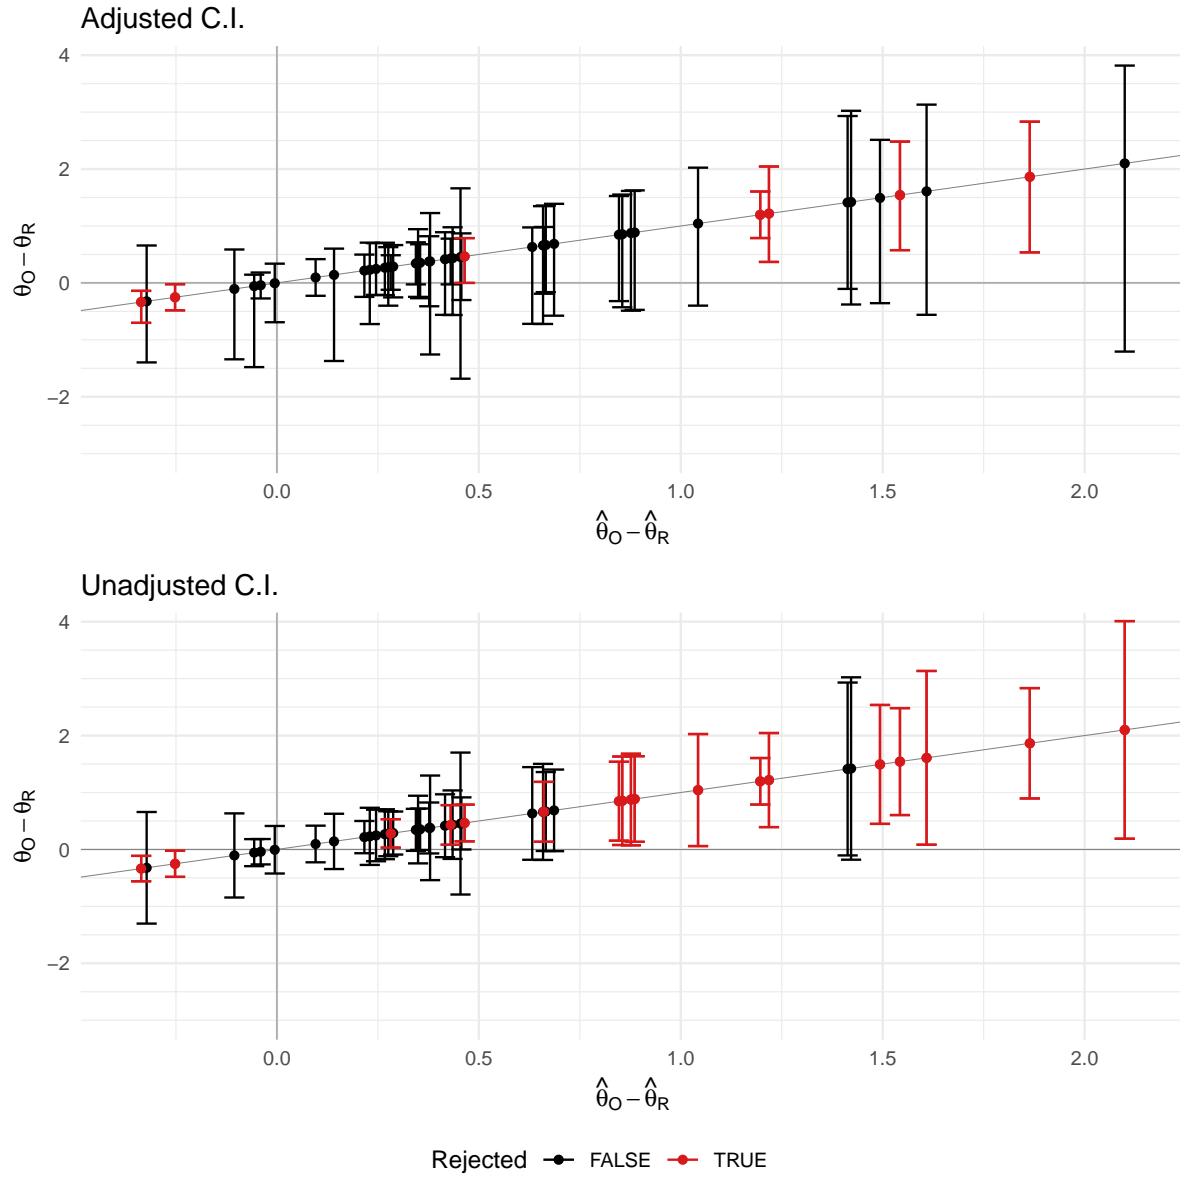 Adjusted C.I.
4
2
0
−2
θO − θR
0.0 0.5 1.0 1.5 2.0
θ̂O − θ̂R
Unadjusted C.I.
4
2
0
−2
θO − θR
0.0 0.5 1.0 1.5 2.0
θ̂O − θ̂R
Rejected FALSE TRUE